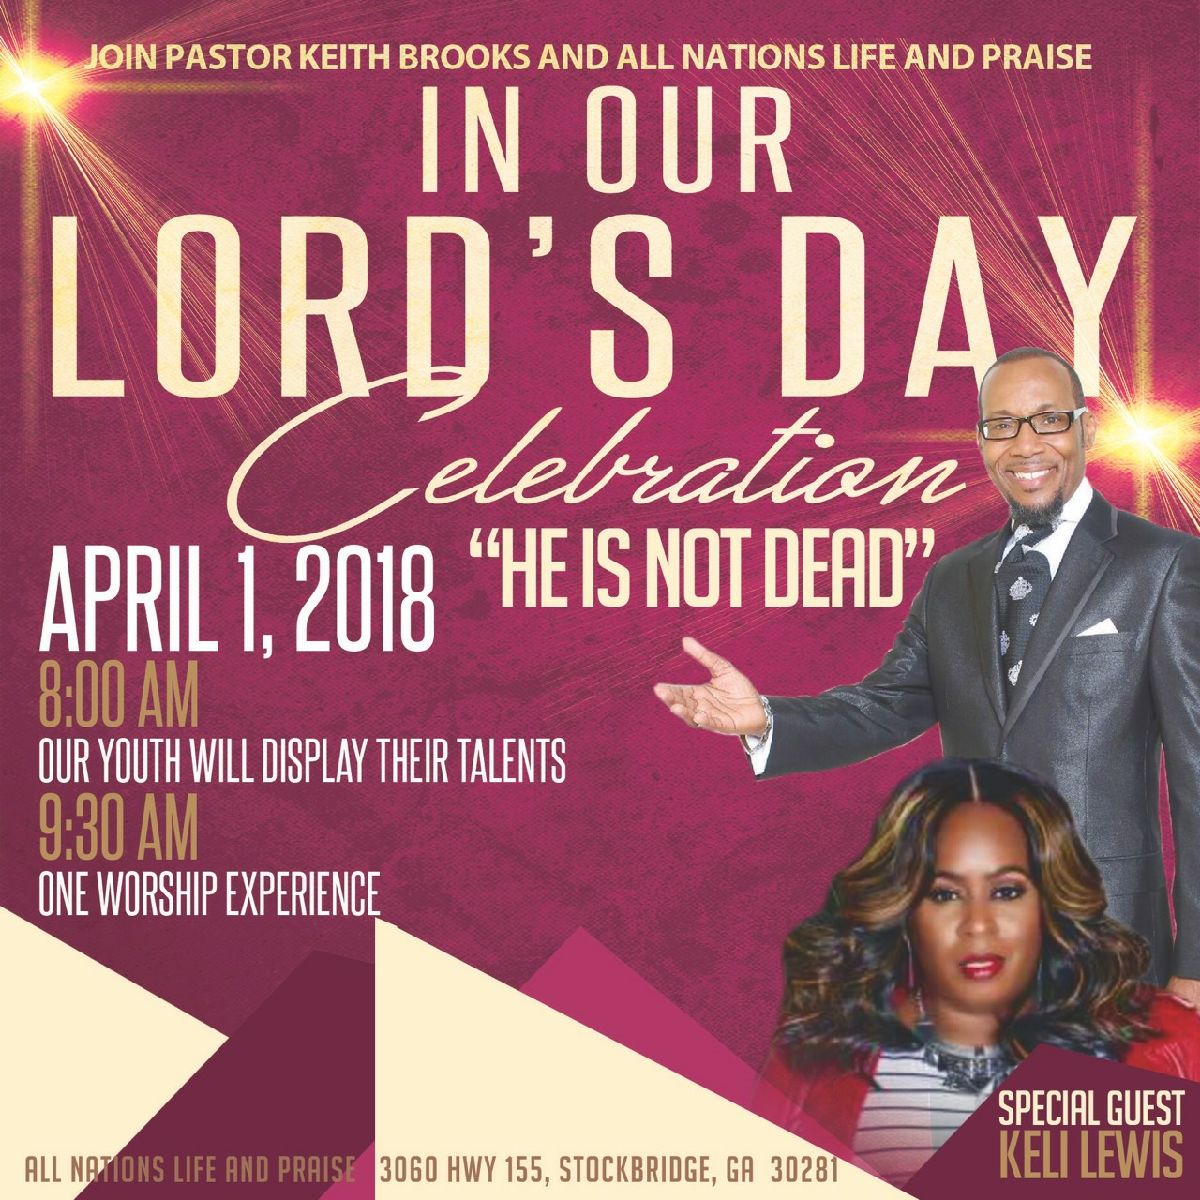 JOIN PASTOR KEITH BROOKS AND ALL NATIONS LIFE AND PRAISE
IN OUR
LORD'S DAY
Celebration
"HE IS NOT DEAD"
APRIL 1, 2018
8:00 AM
OUR YOUTH WILL DISPLAY THEIR TALENTS
9:30 AM
ONE WORSHIP EXPERIENCE
SPECIAL GUEST
KELI LEWIS
ALL NATIONS LIFE AND PRAISE 3060 HWY 155, STOCKBRIDGE, GA 30281